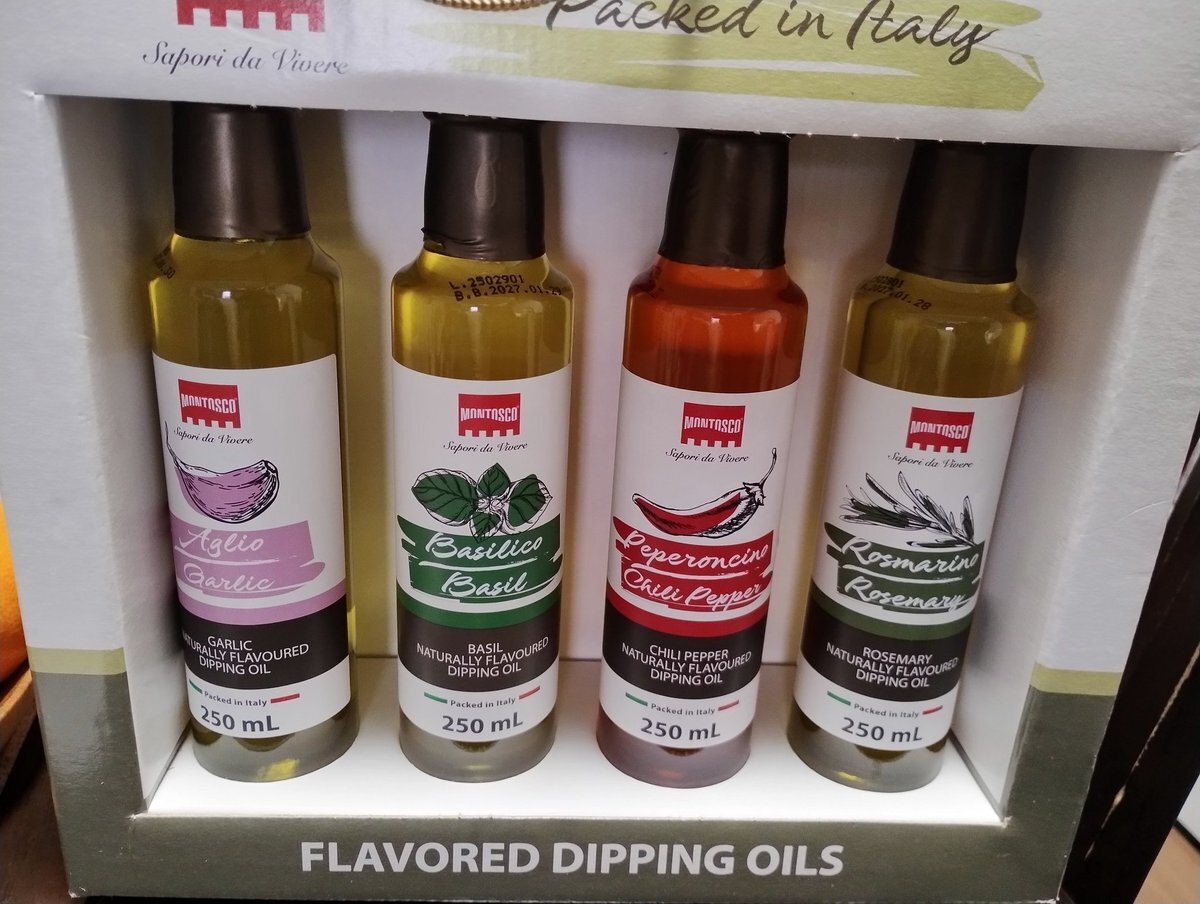 Packed in Italy
Sapori da Vivere
L.2502901
B.B.2027.01.28
MONTOSCO
Sapori da Vivere
Aglio
Garlic
GARLIC
NATURALLY FLAVOURED
DIPPING OIL
Packed in Italy
250 mL
MONTOSCO
Sapori da Vivere
Basilico
Basil
BASIL
NATURALLY FLAVOURED
DIPPING OIL
Packed in Italy
250 mL
MONTOSCO
Sapori da Vivere
Peperoncino
Chili Pepper
CHILI PEPPER
NATURALLY FLAVOURED
DIPPING OIL
Packed in Italy
250 mL
MONTOSCO
Sapori da Vivere
Rosmarino
Rosemary
ROSEMARY
NATURALLY FLAVOURED
DIPPING OIL
Packed in Italy
250 mL
FLAVORED DIPPING OILS